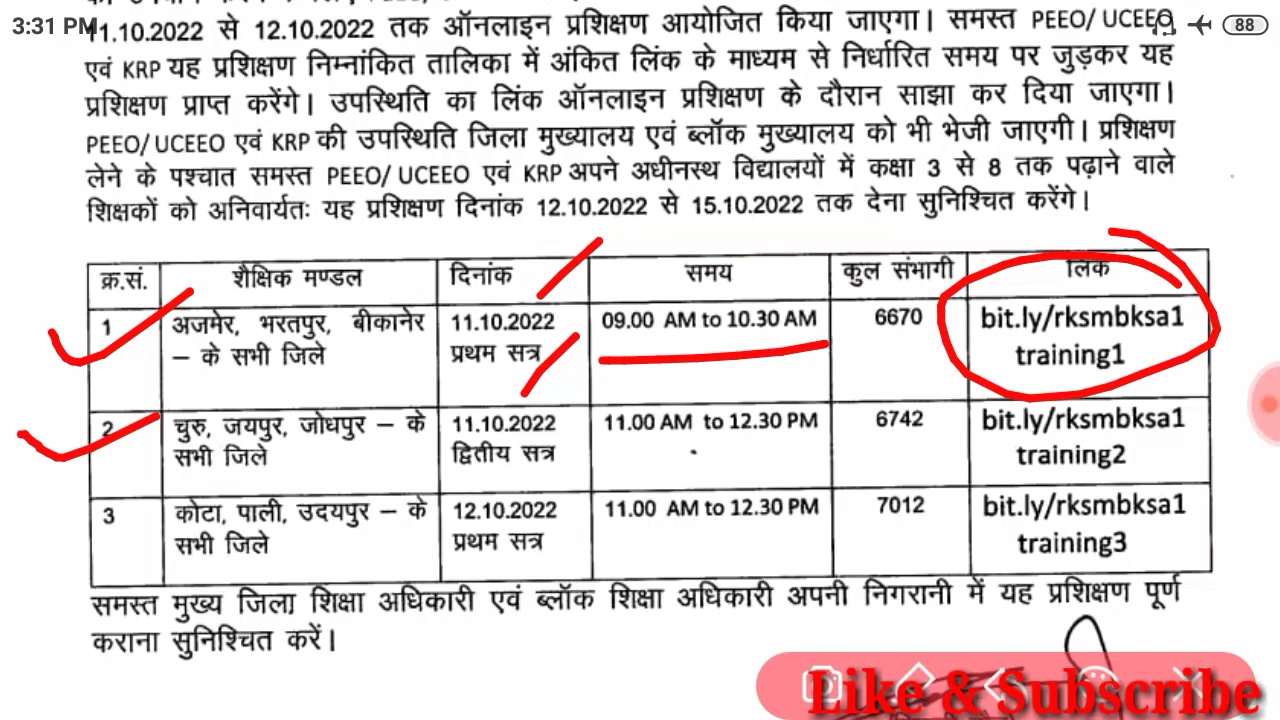 3:31 PM
88
11.10.2022 से 12.10.2022 तक ऑनलाइन प्रशिक्षण आयोजित किया जाएगा। समस्त PEEO/ UCEEO
एवं KRP यह प्रशिक्षण निम्नांकित तालिका में अंकित लिंक के माध्यम से निर्धारित समय पर जुड़कर यह
प्रशिक्षण प्राप्त करेंगे। उपस्थिति का लिंक ऑनलाइन प्रशिक्षण के दौरान साझा कर दिया जाएगा।
PEEO/ UCEEO एवं KRP की उपस्थिति जिला मुख्यालय एवं ब्लॉक मुख्यालय को भी भेजी जाएगी। प्रशिक्षण
लेने के पश्चात समस्त PEEO/ UCEEO एवं KRP अपने अधीनस्थ विद्यालयों में कक्षा 3 से 8 तक पढ़ाने वाले
शिक्षकों को अनिवार्यतः यह प्रशिक्षण दिनांक 12.10.2022 से 15.10.2022 तक देना सुनिश्चित करेंगे।
क्र.सं. शैक्षिक मण्डल दिनांक समय कुल संभागी लिंक
1 अजमेर, भरतपुर, बीकानेर 11.10.2022 09.00 AM to 10.30 AM 6670 bit.ly/rksmbksa1
– के सभी जिले प्रथम सत्र training1
2 चुरु, जयपुर, जोधपुर – के 11.10.2022 11.00 AM to 12.30 PM 6742 bit.ly/rksmbksa1
सभी जिले द्वितीय सत्र training2
3 कोटा, पाली, उदयपुर – के 12.10.2022 11.00 AM to 12.30 PM 7012 bit.ly/rksmbksa1
सभी जिले प्रथम सत्र training3
समस्त मुख्य जिला शिक्षा अधिकारी एवं ब्लॉक शिक्षा अधिकारी अपनी निगरानी में यह प्रशिक्षण पूर्ण
कराना सुनिश्चित करें।
Like & Subscribe